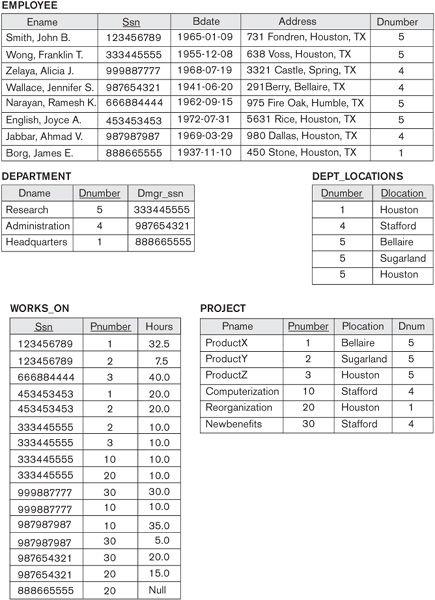 EMPLOYEE
Ename Ssn Bdate Address Dnumber
Smith, John B. 123456789 1965-01-09 731 Fondren, Houston, TX 5
Wong, Franklin T. 333445555 1955-12-08 638 Voss, Houston, TX 5
Zelaya, Alicia J. 999887777 1968-07-19 3321 Castle, Spring, TX 4
Wallace, Jennifer S. 987654321 1941-06-20 291Berry, Bellaire, TX 4
Narayan, Ramesh K. 666884444 1962-09-15 975 Fire Oak, Humble, TX 5
English, Joyce A. 453453453 1972-07-31 5631 Rice, Houston, TX 5
Jabbar, Ahmad V. 987987987 1969-03-29 980 Dallas, Houston, TX 4
Borg, James E. 888665555 1937-11-10 450 Stone, Houston, TX 1
DEPARTMENT
Dname Dnumber Dmgr_ssn
Research 5 333445555
Administration 4 987654321
Headquarters 1 888665555
DEPT_LOCATIONS
Dnumber Dlocation
1 Houston
4 Stafford
5 Bellaire
5 Sugarland
5 Houston
WORKS_ON
Ssn Pnumber Hours
123456789 1 32.5
123456789 2 7.5
666884444 3 40.0
453453453 1 20.0
453453453 2 20.0
333445555 2 10.0
333445555 3 10.0
333445555 10 10.0
333445555 20 10.0
999887777 30 30.0
999887777 10 10.0
987987987 10 35.0
987987987 30 5.0
987654321 30 20.0
987654321 20 15.0
888665555 20 Null
PROJECT
Pname Pnumber Plocation Dnum
ProductX 1 Bellaire 5
ProductY 2 Sugarland 5
ProductZ 3 Houston 5
Computerization 10 Stafford 4
Reorganization 20 Houston 1
Newbenefits 30 Stafford 4